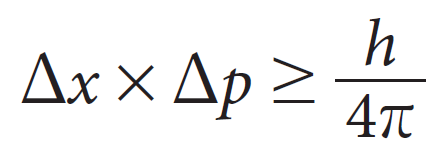 Δx × Δp ≥ h/4π